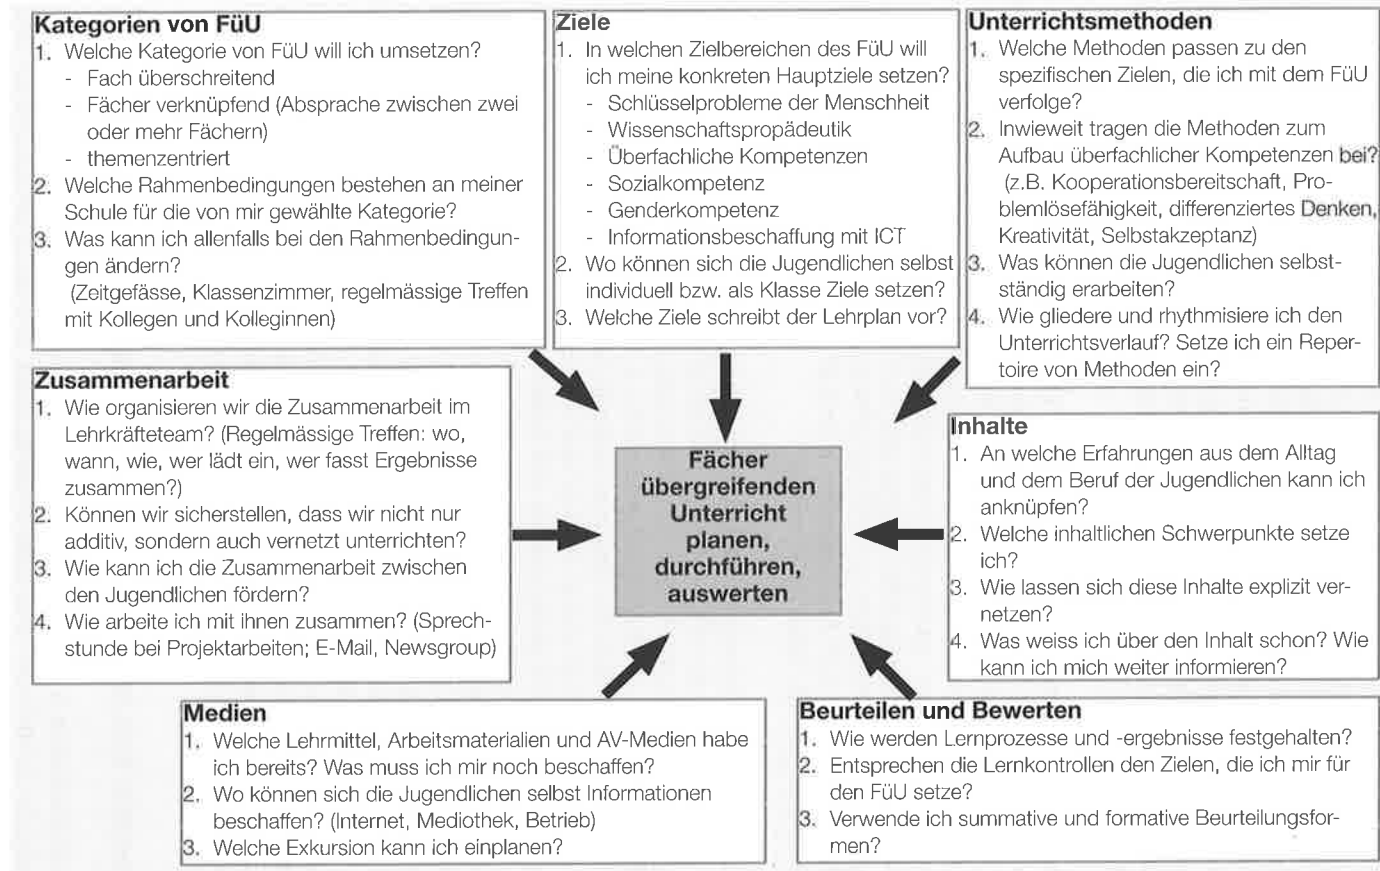 Kategorien von FüU
1. Welche Kategorie von FüU will ich umsetzen?
- Fach überschreitend
- Fächer verknüpfend (Absprache zwischen zwei
oder mehr Fächern)
- themenzentriert
2. Welche Rahmenbedingungen bestehen an meiner
Schule für die von mir gewählte Kategorie?
3. Was kann ich allenfalls bei den Rahmenbedingun-
gen ändern?
(Zeitgefässe, Klassenzimmer, regelmässige Treffen
mit Kollegen und Kolleginnen)
Ziele
1. In welchen Zielbereichen des FüU will
ich meine konkreten Hauptziele setzen?
- Schlüsselprobleme der Menschheit
- Wissenschaftspropädeutik
- Überfachliche Kompetenzen
- Sozialkompetenz
- Genderkompetenz
- Informationsbeschaffung mit ICT
2. Wo können sich die Jugendlichen selbst
individuell bzw. als Klasse Ziele setzen?
3. Welche Ziele schreibt der Lehrplan vor?
Unterrichtsmethoden
1. Welche Methoden passen zu den
spezifischen Zielen, die ich mit dem FüU
verfolge?
2. Inwieweit tragen die Methoden zum
Aufbau überfachlicher Kompetenzen bei?
(z.B. Kooperationsbereitschaft, Pro-
blemlösefähigkeit, differenziertes Denken,
Kreativität, Selbstakzeptanz)
3. Was können die Jugendlichen selbst-
ständig erarbeiten?
4. Wie gliedere und rhythmisiere ich den
Unterrichtsverlauf? Setze ich ein Reper-
toire von Methoden ein?
Zusammenarbeit
1. Wie organisieren wir die Zusammenarbeit im
Lehrkräfteteam? (Regelmässige Treffen: wo,
wann, wie, wer lädt ein, wer fasst Ergebnisse
zusammen?)
2. Können wir sicherstellen, dass wir nicht nur
additiv, sondern auch vernetzt unterrichten?
3. Wie kann ich die Zusammenarbeit zwischen
den Jugendlichen fördern?
4. Wie arbeite ich mit ihnen zusammen? (Sprech-
stunde bei Projektarbeiten; E-Mail, Newsgroup)
Fächer
übergreifenden
Unterricht
planen,
durchführen,
auswerten
Inhalte
1. An welche Erfahrungen aus dem Alltag
und dem Beruf der Jugendlichen kann ich
anknüpfen?
2. Welche inhaltlichen Schwerpunkte setze
ich?
3. Wie lassen sich diese Inhalte explizit ver-
netzen?
4. Was weiss ich über den Inhalt schon? Wie
kann ich mich weiter informieren?
Medien
1. Welche Lehrmittel, Arbeitsmaterialien und AV-Medien habe
ich bereits? Was muss ich mir noch beschaffen?
2. Wo können sich die Jugendlichen selbst Informationen
beschaffen? (Internet, Mediothek, Betrieb)
3. Welche Exkursion kann ich einplanen?
Beurteilen und Bewerten
1. Wie werden Lernprozesse und -ergebnisse festgehalten?
2. Entsprechen die Lernkontrollen den Zielen, die ich mir für
den FüU setze?
3. Verwende ich summative und formative Beurteilungsfor-
men?